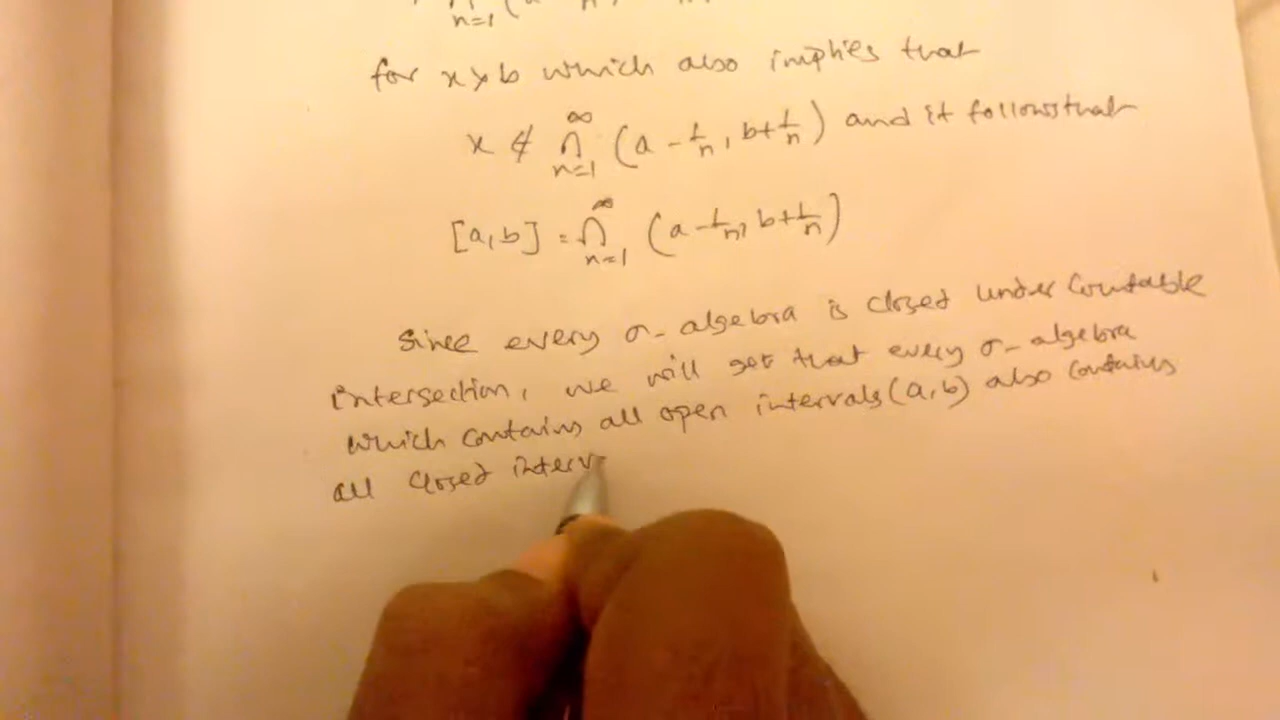 n=1
for x > b which also implies that
x ∉ ∞⋂n=1 (a - 1/n, b + 1/n) and it follows that
[a,b] = ∞⋂n=1 (a - 1/n, b + 1/n)
Since every σ-algebra is closed under Countable
intersection, we will get that every σ-algebra
which contains all open intervals (a,b) also contains
all closed interv